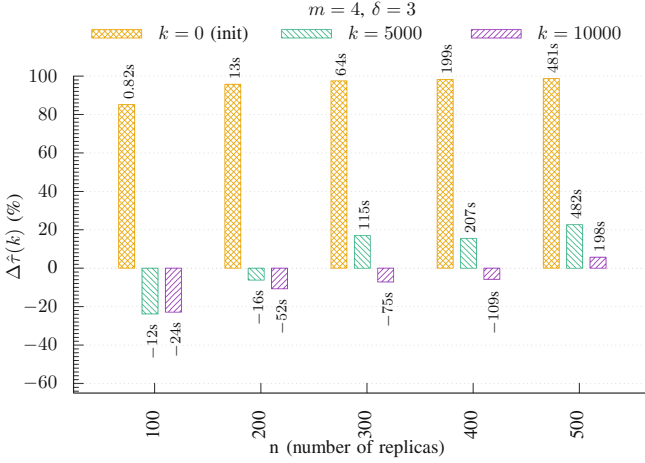 m = 4, δ = 3
k = 0 (init) k = 5000 k = 10000
Δτ̂(k) (%)
100
80
60
40
20
0
−20
−40
−60
0.82s
−12s
−24s
13s
−16s
−52s
64s
115s
−75s
199s
207s
−109s
481s
482s
198s
100 200 300 400 500
n (number of replicas)